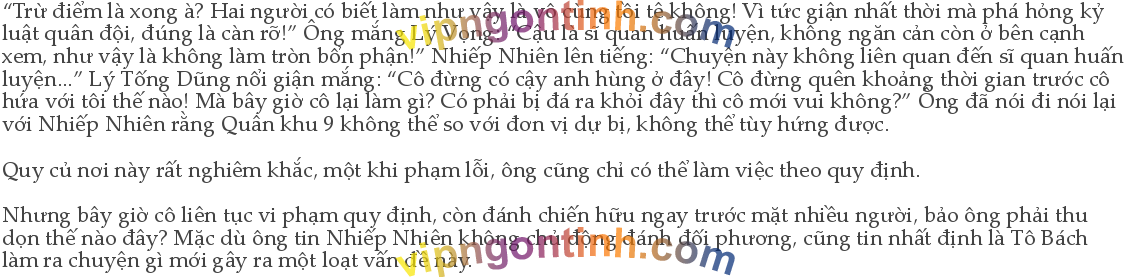 “Trừ điểm là xong à? Hai người có biết làm như vậy là vô cùng tồi tệ không! Vì tức giận nhất thời mà phá hỏng kỷ
luật quân đội, đúng là càn rỡ!” Ông mắng Lý Vọng: “Cậu là sĩ quan huấn luyện, không ngăn cản còn ở bên cạnh
xem, như vậy là không làm tròn bổn phận!” Nhiếp Nhiên lên tiếng: “Chuyện này không liên quan đến sĩ quan huấn
luyện...” Lý Tống Dũng nổi giận mắng: “Cô đừng có cậy anh hùng ở đây! Cô đừng quên khoảng thời gian trước cô
hứa với tôi thế nào! Mà bây giờ cô lại làm gì? Có phải bị đá ra khỏi đây thì cô mới vui không?” Ông đã nói đi nói lại
với Nhiếp Nhiên rằng Quân khu 9 không thể so với đơn vị dự bị, không thể tùy hứng được.
Quy củ nơi này rất nghiêm khắc, một khi phạm lỗi, ông cũng chỉ có thể làm việc theo quy định.
Nhưng bây giờ cô liên tục vi phạm quy định, còn đánh chiến hữu ngay trước mặt nhiều người, bảo ông phải thu
dọn thế nào đây? Mặc dù ông tin Nhiếp Nhiên không chủ động đánh đối phương, cũng tin nhất định là Tô Bách
làm ra chuyện gì mới gây ra một loạt vấn đề này.
vipngontinh.com
vipngontinh.com